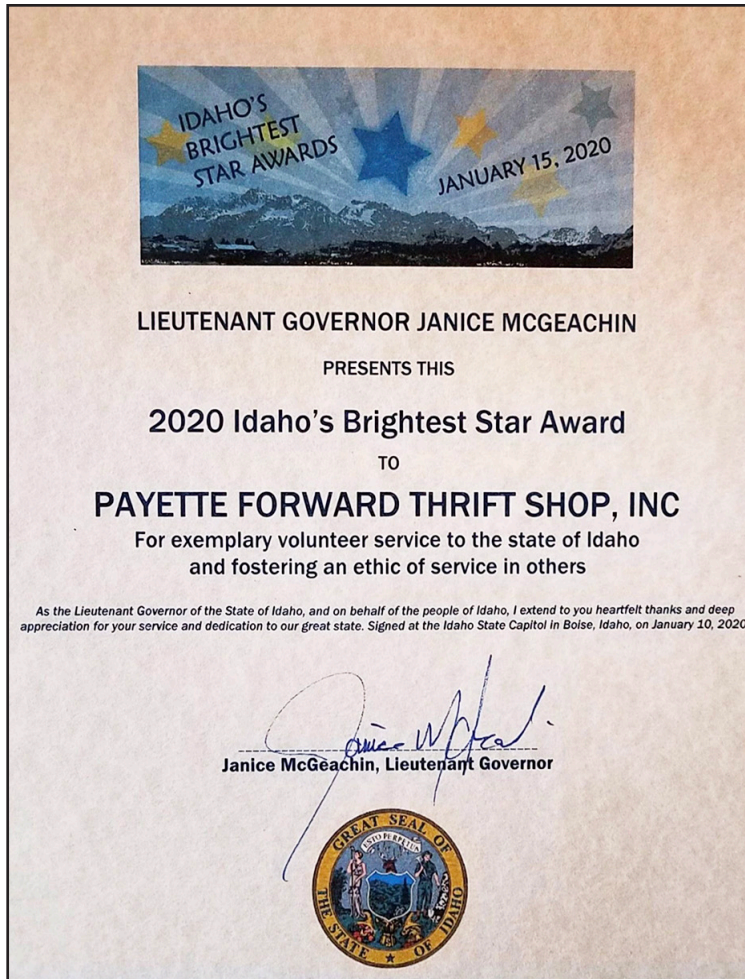 IDAHO'S
BRIGHTEST
STAR AWARDS
JANUARY 15, 2020
LIEUTENANT GOVERNOR JANICE MCGEACHIN
PRESENTS THIS
2020 Idaho's Brightest Star Award
TO
PAYETTE FORWARD THRIFT SHOP, INC
For exemplary volunteer service to the state of Idaho
and fostering an ethic of service in others
As the Lieutenant Governor of the State of Idaho, and on behalf of the people of Idaho, I extend to you heartfelt thanks and deep
appreciation for your service and dedication to our great state. Signed at the Idaho State Capitol in Boise, Idaho, on January 10, 2020
Janice McGeachin, Lieutenant Governor
GREAT SEAL OF
ESTO PERPETUA
THE STATE OF IDAHO